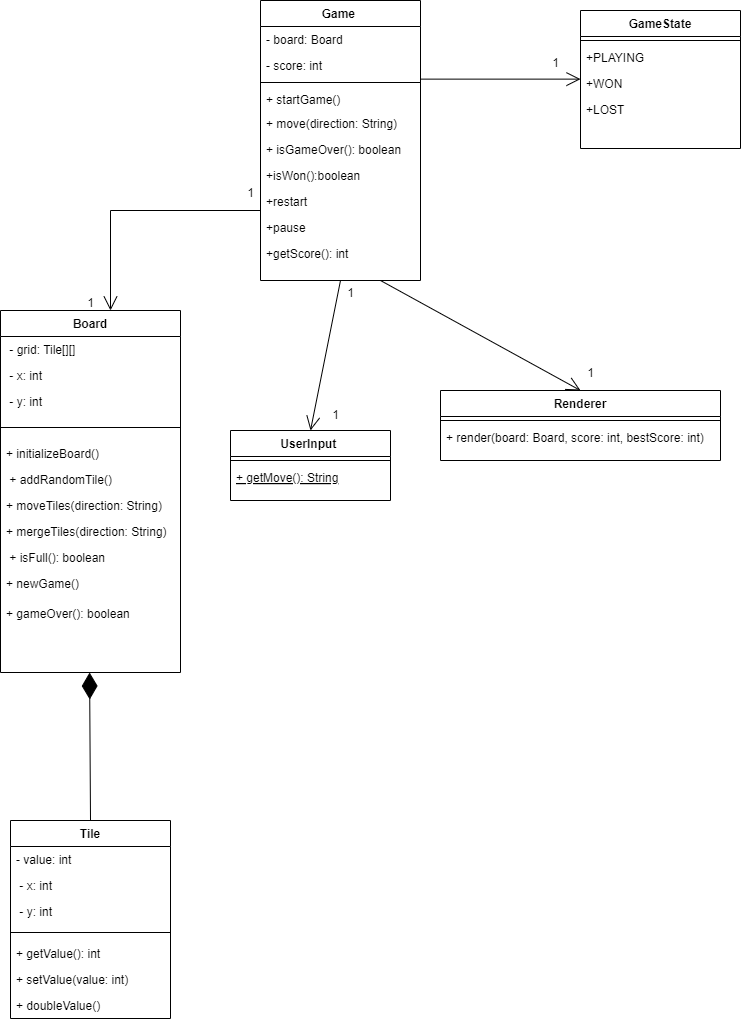 Game
- board: Board
- score: int
+ startGame()
+ move(direction: String)
+ isGameOver(): boolean
+isWon():boolean
+restart
+pause
+getScore(): int
1
GameState
+PLAYING
+WON
+LOST
1
1
Board
- grid: Tile[][]
- x: int
- y: int
+ initializeBoard()
+ addRandomTile()
+ moveTiles(direction: String)
+ mergeTiles(direction: String)
+ isFull(): boolean
+ newGame()
+ gameOver(): boolean
1
1
UserInput
+ getMove(): String
1
Renderer
+ render(board: Board, score: int, bestScore: int)
Tile
- value: int
- x: int
- y: int
+ getValue(): int
+ setValue(value: int)
+ doubleValue()